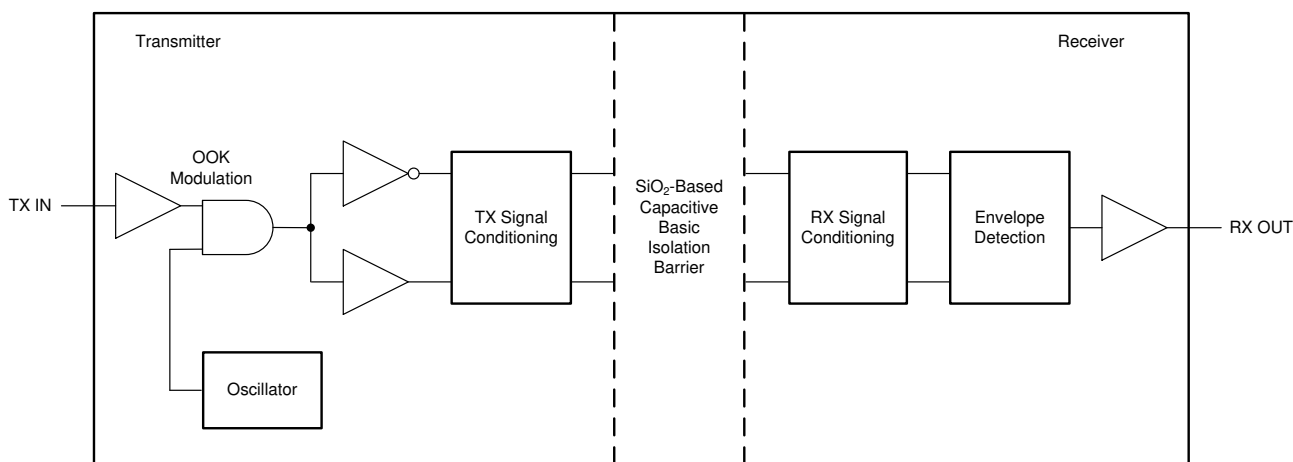 Transmitter
Receiver
OOK
Modulation
TX IN
TX Signal
Conditioning
SiO₂-Based
Capacitive
Basic
Isolation
Barrier
RX Signal
Conditioning
Envelope
Detection
RX OUT
Oscillator